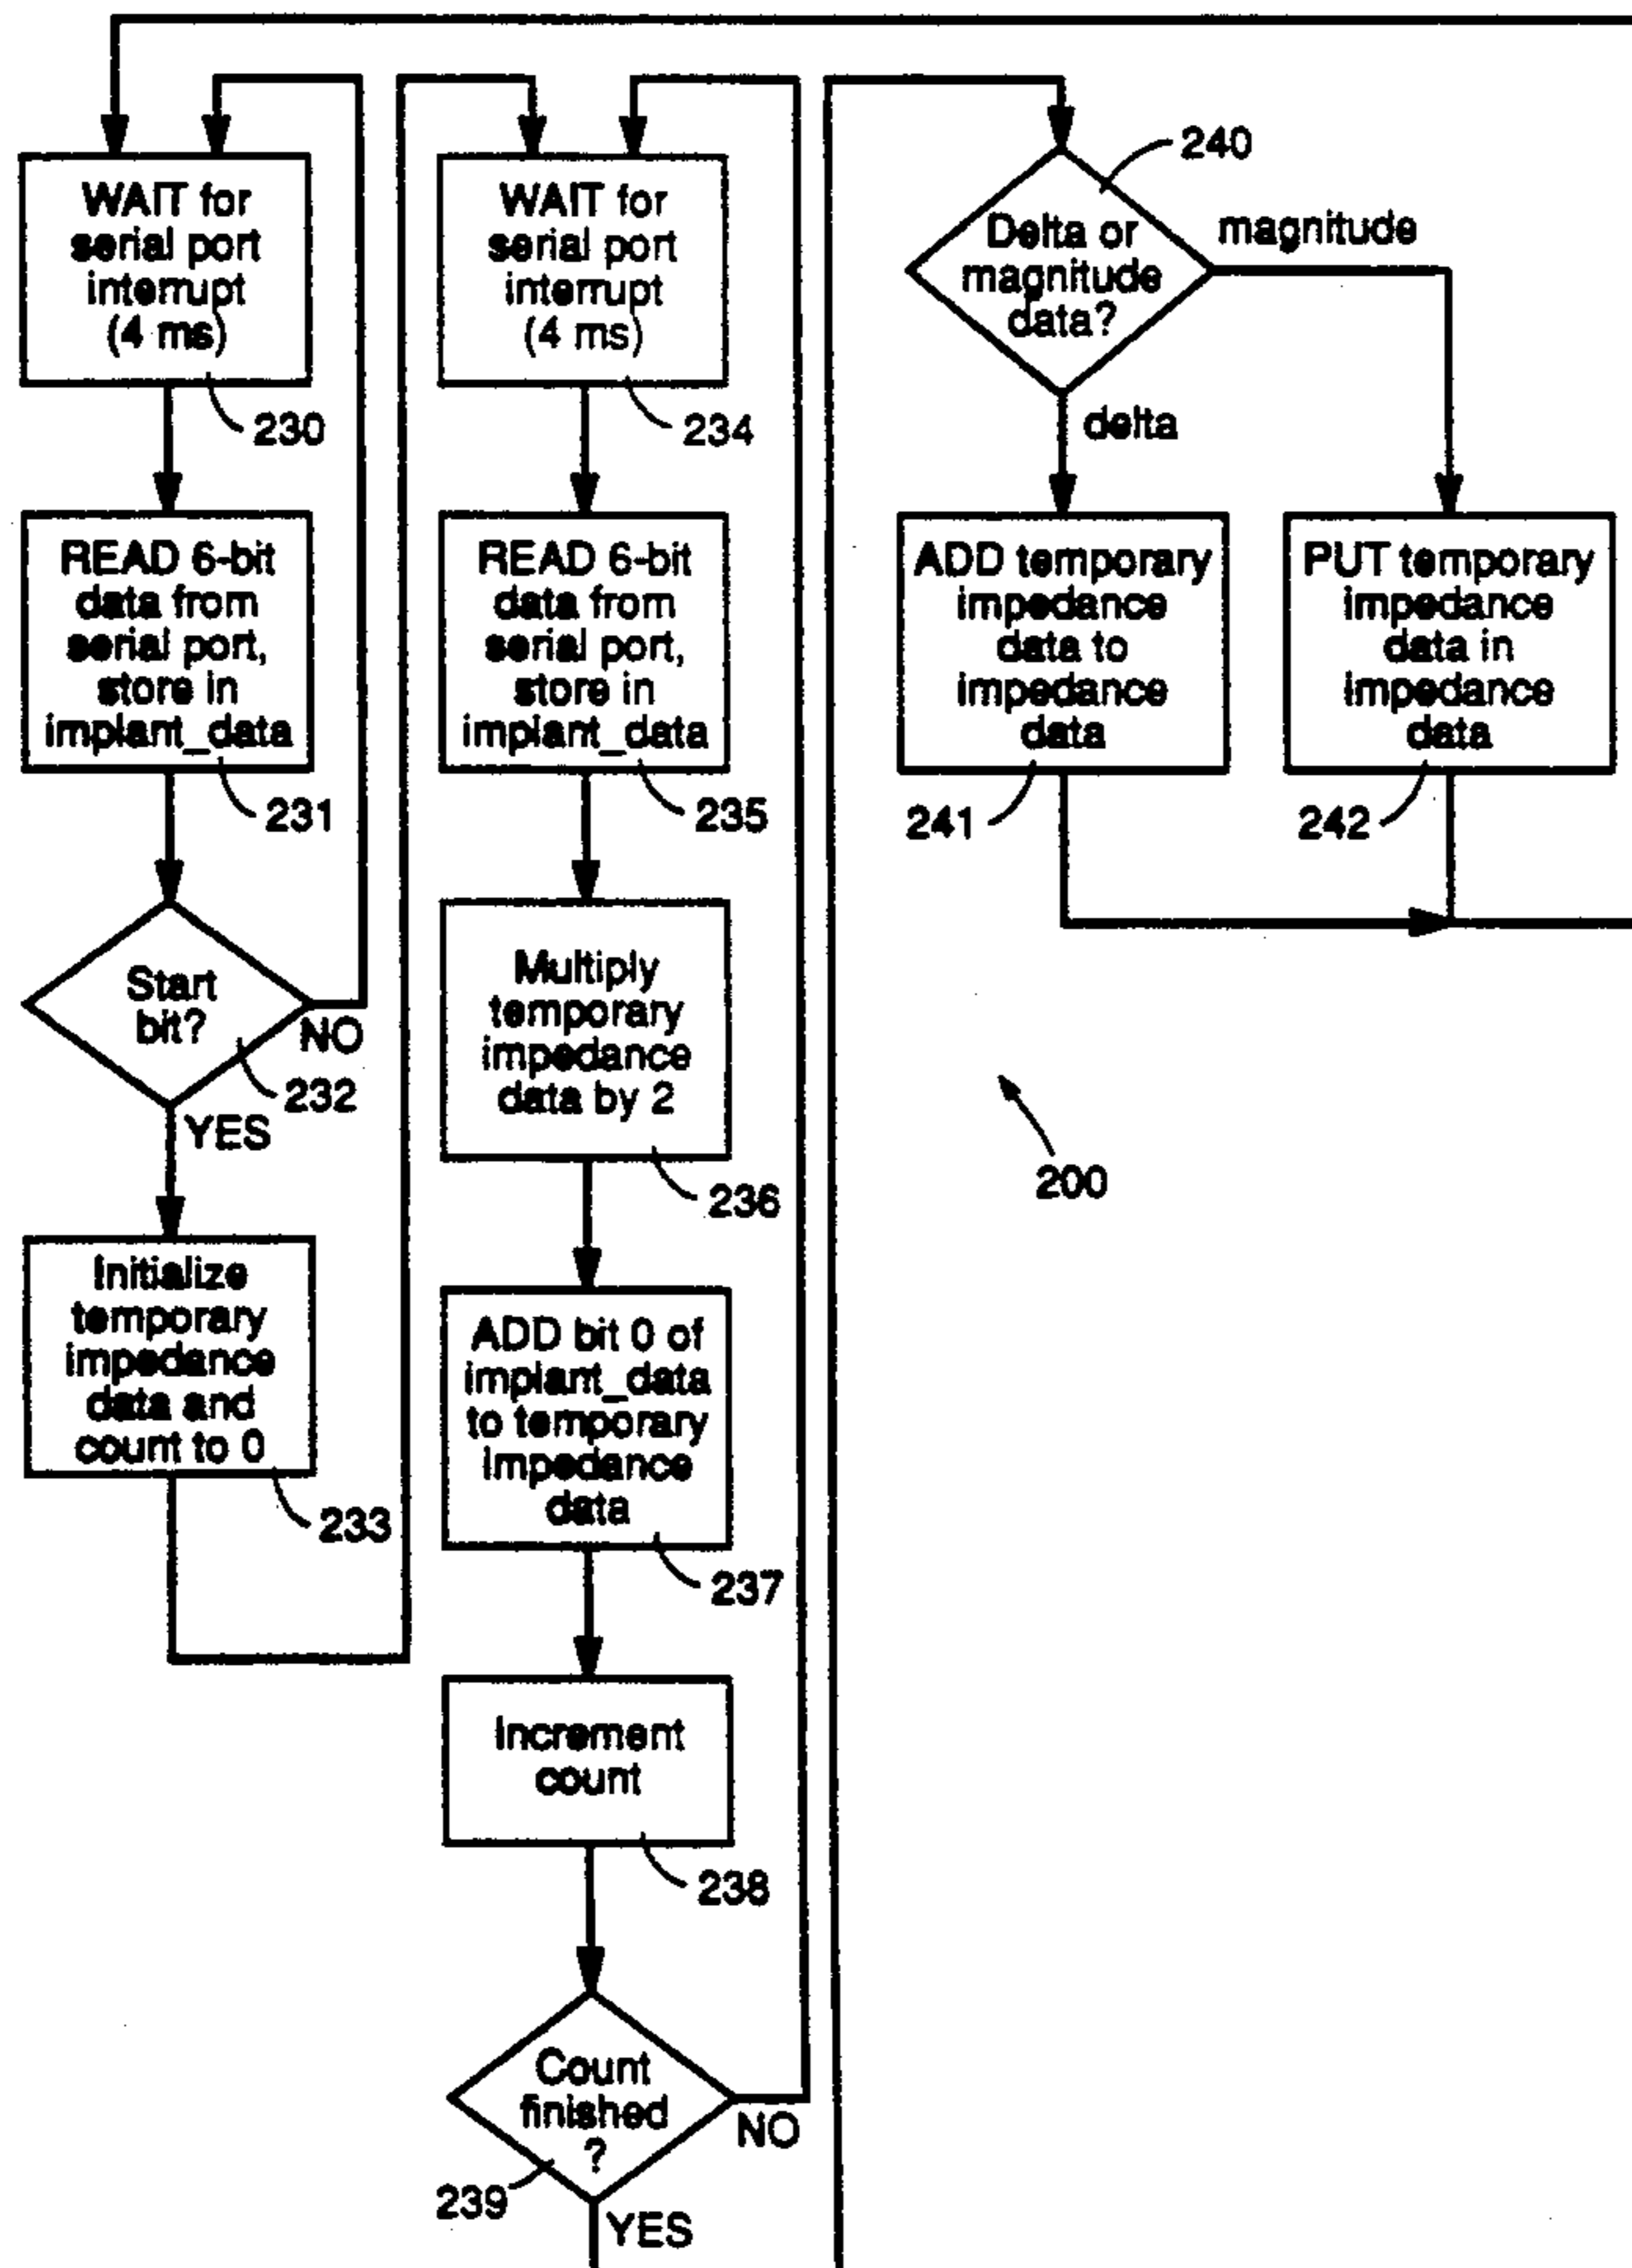 WAIT for
serial port
interrupt
(4 ms)
230
READ 6-bit
data from
serial port,
store in
implant_data
231
Start
bit?
NO
232
YES
Initialize
temporary
impedance
data and
count to 0
233
WAIT for
serial port
interrupt
(4 ms)
234
READ 6-bit
data from
serial port,
store in
implant_data
235
Multiply
temporary
impedance
data by 2
236
ADD bit 0 of
implant_data
to temporary
impedance
data
237
Increment
count
238
Count
finished
?
NO
239
YES
240
Delta or
magnitude
data?
magnitude
delta
ADD temporary
impedance
data to
impedance
data
241
PUT temporary
impedance
data in
impedance
data
242
200